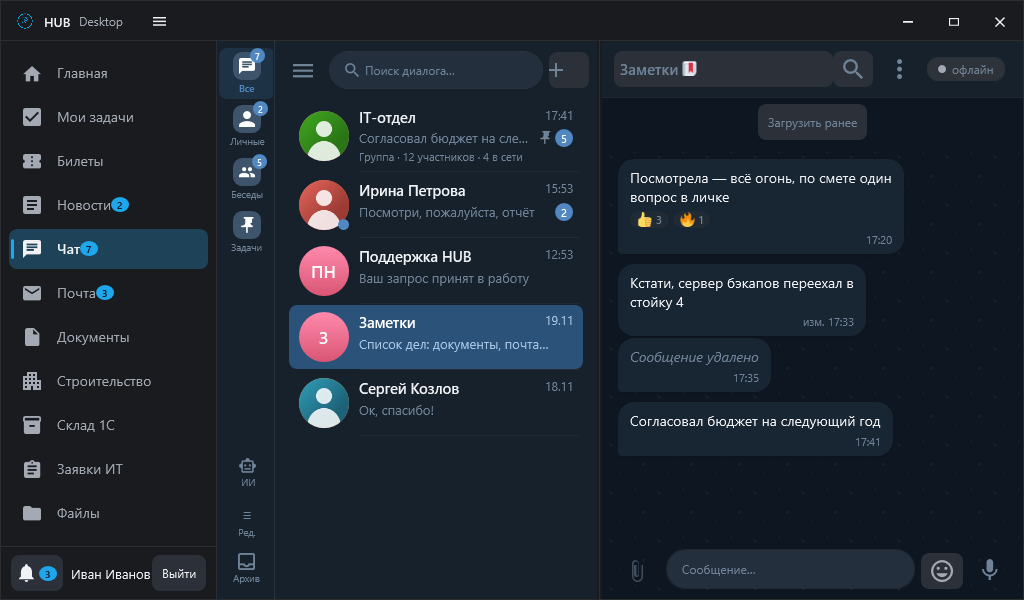 HUB Desktop
Главная
Мои задачи
Билеты
Новости 2
Чат 7
Почта 3
Документы
Строительство
Склад 1С
Заявки ИТ
Файлы
3 Иван Иванов Выйти
7
Все
2
Личные
5
Беседы
Задачи
ИИ
Ред.
Архив
Поиск диалога...
IT-отдел 17:41
Согласовал бюджет на сле... 5
Группа · 12 участников · 4 в сети
Ирина Петрова 15:53
Посмотри, пожалуйста, отчёт 2
ПН
Поддержка HUB 12:53
Ваш запрос принят в работу
З
Заметки 19.11
Список дел: документы, почта...
Сергей Козлов 18.11
Ок, спасибо!
Заметки
офлайн
Загрузить ранее
Посмотрела — всё огонь, по смете один
вопрос в личке
👍 3 🔥 1
17:20
Кстати, сервер бэкапов переехал в
стойку 4
изм. 17:33
Сообщение удалено
17:35
Согласовал бюджет на следующий год
17:41
Сообщение...